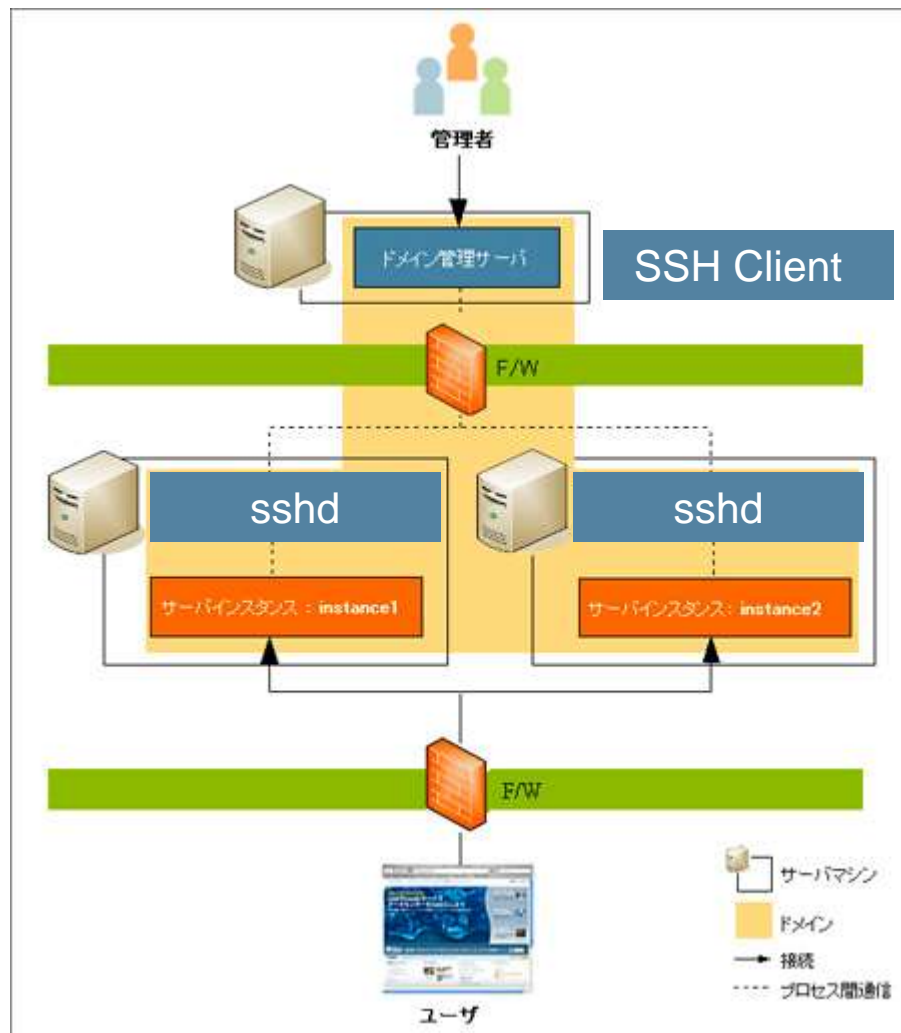 管理者
ドメイン管理サーバ
SSH Client
F/W
sshd
sshd
サーバインスタンス : instance1
サーバインスタンス : instance2
F/W
サーバマシン
ドメイン
接続
プロセス間通信
ユーザ